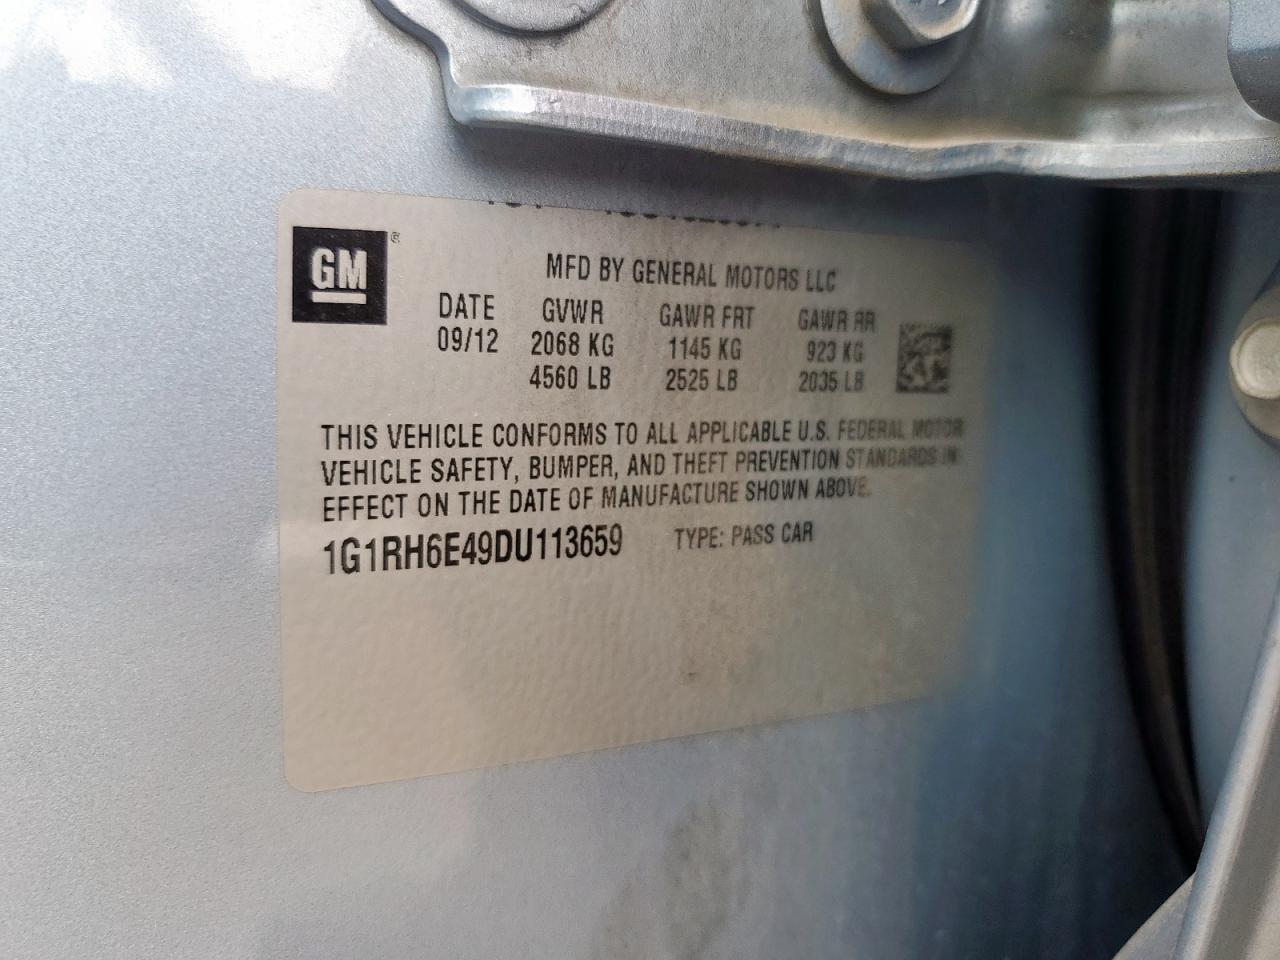 GM
MFD BY GENERAL MOTORS LLC
DATE GVWR GAWR FRT GAWR RR
09/12 2068 KG 1145 KG 923 KG
4560 LB 2525 LB 2035 LB
THIS VEHICLE CONFORMS TO ALL APPLICABLE U.S. FEDERAL MOTOR
VEHICLE SAFETY, BUMPER, AND THEFT PREVENTION STANDARDS IN
EFFECT ON THE DATE OF MANUFACTURE SHOWN ABOVE.
1G1RH6E49DU113659 TYPE: PASS CAR